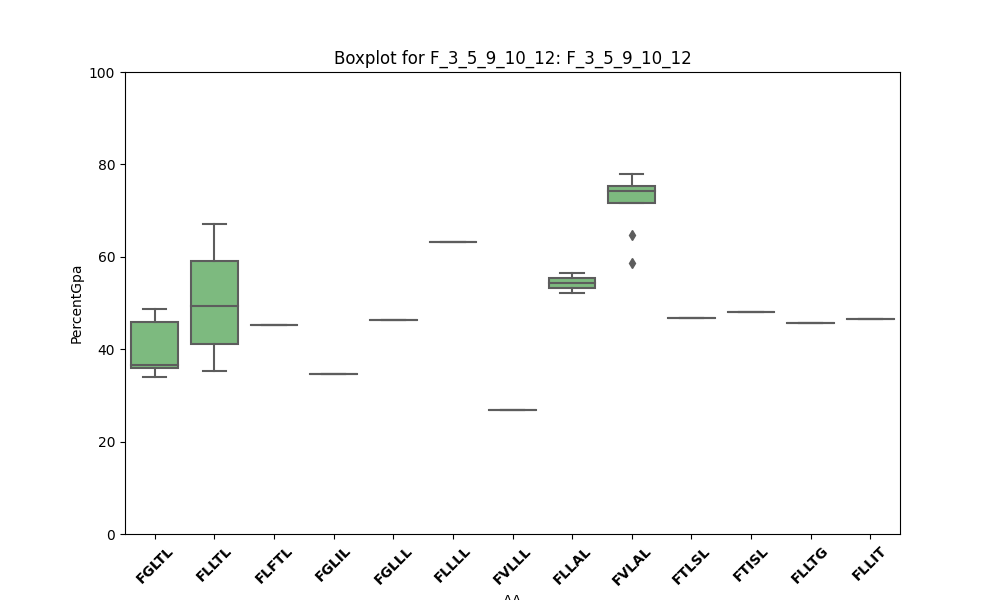 Boxplot for F_3_5_9_10_12: F_3_5_9_10_12
PercentGpa
100
80
60
40
20
0
FGLTL
FLLTL
FLFTL
FGLIL
FGLLL
FLLLL
FVLLL
FLLAL
FVLAL
FTLSL
FTISL
FLLTG
FLLIT
AA